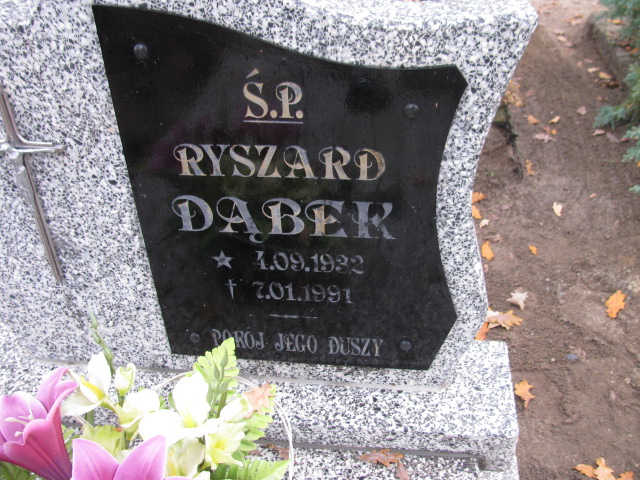 Ś.P.
RYSZARD
DĄBEK
★ 4.09.1932
† 7.01.1991
POKÓJ JEGO DUSZY